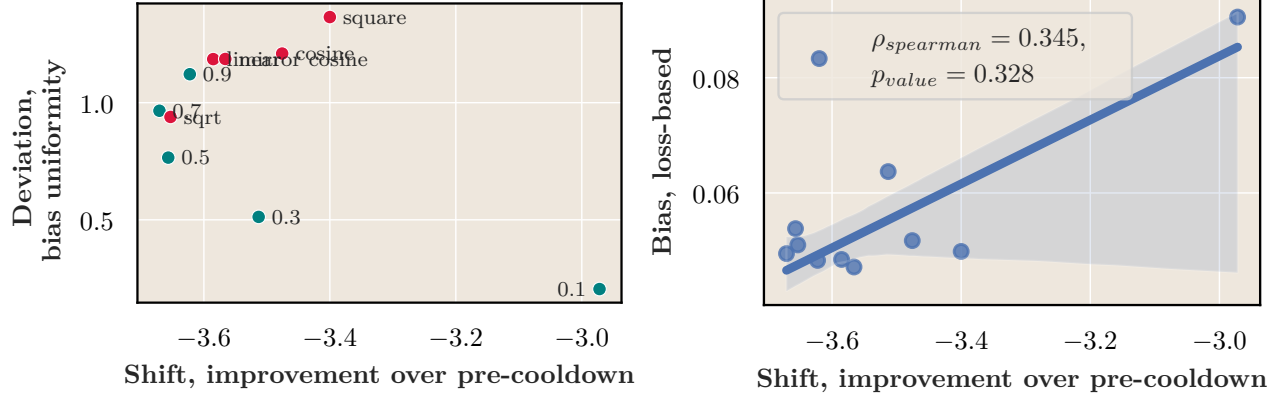 Deviation,
bias uniformity
1.0
0.5
square
cosine
linear
mirror cosine
0.9
0.7
sqrt
0.5
0.3
0.1
−3.6
−3.4
−3.2
−3.0
Shift, improvement over pre-cooldown
Bias, loss-based
0.08
0.06
ρspearman = 0.345,
pvalue = 0.328
−3.6
−3.4
−3.2
−3.0
Shift, improvement over pre-cooldown